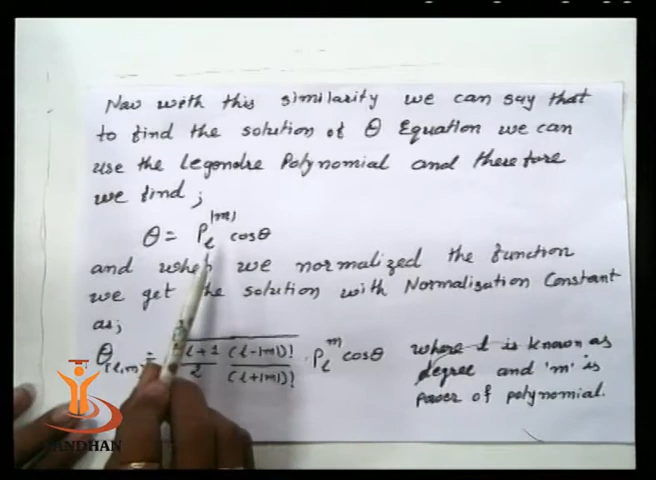 Now with this similarity we can say that
to find the solution of Θ Equation we can
use the Legendre Polynomial and therefore
we find ;
Θ = P_l^|m| cosθ
and when we normalized the function
we get the solution with Normalization Constant
as;
l+1 / 2 (l-|m|)! / (l+|m|)! . P_l^m cosθ
where l is known as
degree and 'm' is
power of polynomial.